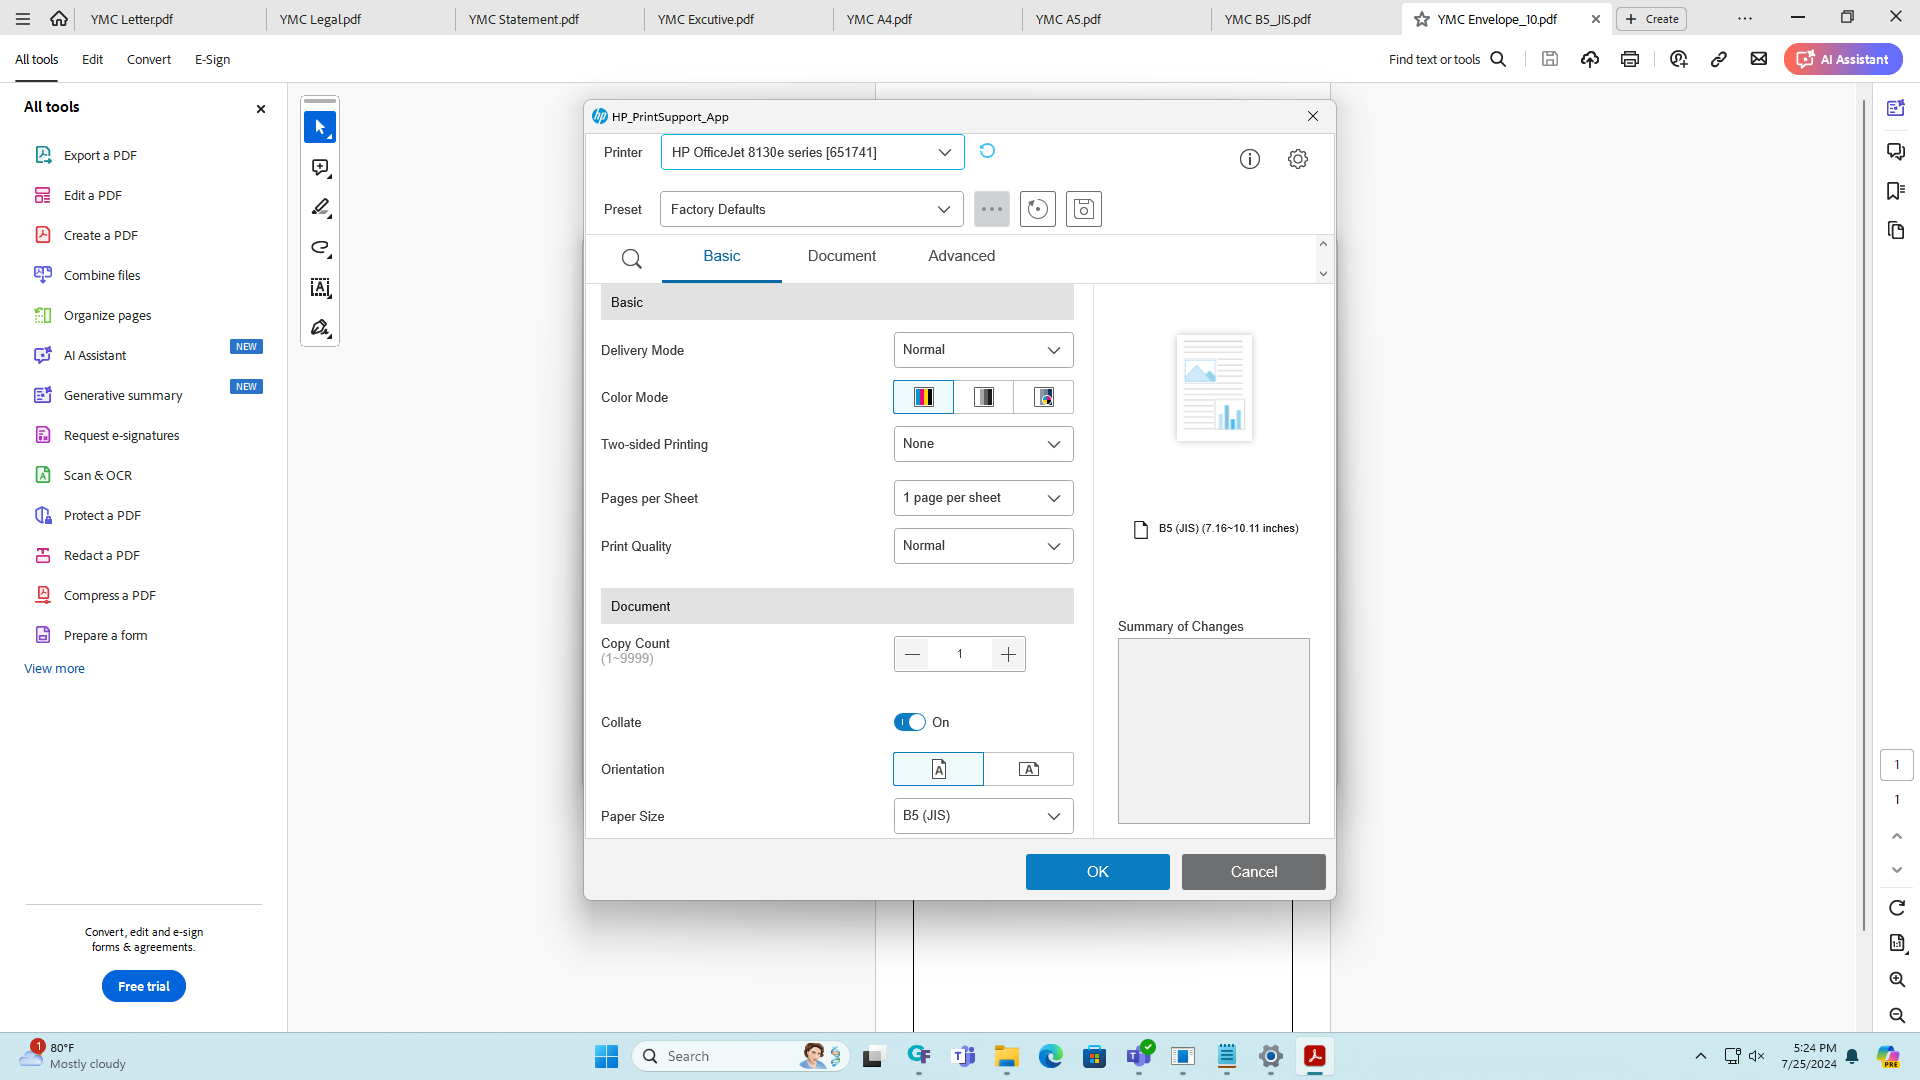 YMC Letter.pdf
YMC Legal.pdf
YMC Statement.pdf
YMC Excutive.pdf
YMC A4.pdf
YMC A5.pdf
YMC B5_JIS.pdf
YMC Envelope_10.pdf
Create
All tools
Edit
Convert
E-Sign
Find text or tools
AI Assistant
All tools
Export a PDF
Edit a PDF
Create a PDF
Combine files
Organize pages
AI Assistant
NEW
Generative summary
NEW
Request e-signatures
Scan & OCR
Protect a PDF
Redact a PDF
Compress a PDF
Prepare a form
View more
Convert, edit and e-sign
forms & agreements.
Free trial
HP_PrintSupport_App
Printer
HP OfficeJet 8130e series [651741]
Preset
Factory Defaults
Basic
Document
Advanced
Basic
Delivery Mode
Normal
Color Mode
Two-sided Printing
None
Pages per Sheet
1 page per sheet
Print Quality
Normal
Document
Copy Count
(1~9999)
1
Collate
On
Orientation
Paper Size
B5 (JIS)
B5 (JIS) (7.16~10.11 inches)
Summary of Changes
OK
Cancel
1
1
1
80°F
Mostly cloudy
Search
5:24 PM
7/25/2024
PRE